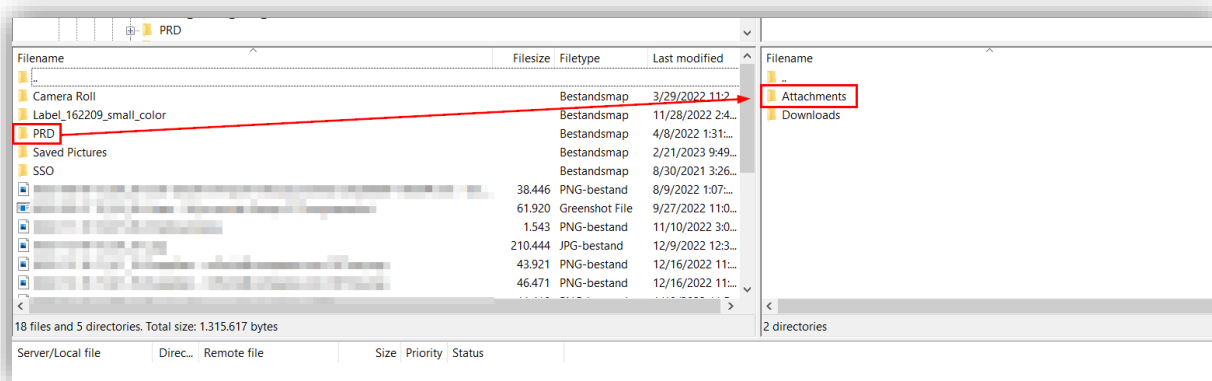 PRD
Filename Filesize Filetype Last modified
..
Camera Roll Bestandsmap 3/29/2022 11:2...
Label_162209_small_color Bestandsmap 11/28/2022 2:4...
PRD Bestandsmap 4/8/2022 1:31:...
Saved Pictures Bestandsmap 2/21/2023 9:49...
SSO Bestandsmap 8/30/2021 3:26...
38.446 PNG-bestand 8/9/2022 1:07:...
61.920 Greenshot File 9/27/2022 11:0...
1.543 PNG-bestand 11/10/2022 3:0...
210.444 JPG-bestand 12/9/2022 12:3...
43.921 PNG-bestand 12/16/2022 11:...
46.471 PNG-bestand 12/16/2022 11:...
18 files and 5 directories. Total size: 1.315.617 bytes
Filename
..
Attachments
Downloads
2 directories
Server/Local file Direc... Remote file Size Priority Status